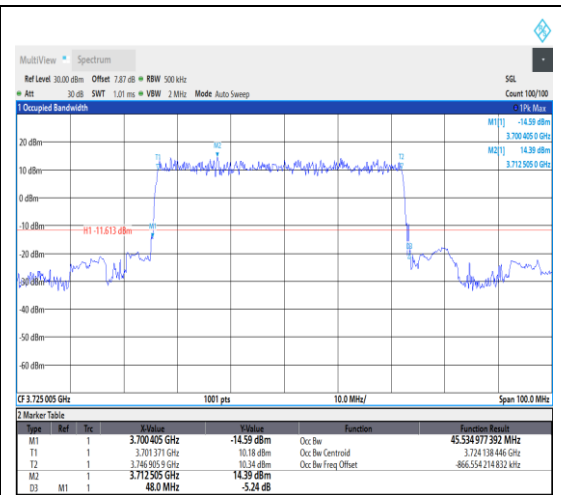 MultiView Spectrum
Ref Level 30.00 dBm Offset 7.87 dB RBW 500 kHz SGL
Att 30 dB SWT 1.01 ms VBW 2 MHz Mode Auto Sweep Count 100/100
1 Occupied Bandwidth 1Pk Max
M1[1] -14.59 dBm
3.700 405 0 GHz
M2[1] 14.39 dBm
3.712 505 0 GHz
20 dBm
M2
T1 T2
10 dBm
0 dBm
-10 dBm
H1 -11.613 dBm
M1
D3
-20 dBm
-30 dBm
-40 dBm
-50 dBm
-60 dBm
CF 3.725 005 GHz 1001 pts 10.0 MHz/ Span 100.0 MHz
2 Marker Table
Type Ref Trc X-Value Y-Value Function Function Result
M1 1 3.700405 GHz -14.59 dBm Occ Bw 45.534 977 392 MHz
T1 1 3.701 371 GHz 10.18 dBm Occ Bw Centroid 3.724 138 446 GHz
T2 1 3.746 905 9 GHz 10.34 dBm Occ Bw Freq Offset -866.554 214 832 kHz
M2 1 3.712 505 GHz 14.39 dBm
D3 M1 1 48.0 MHz -5.24 dB